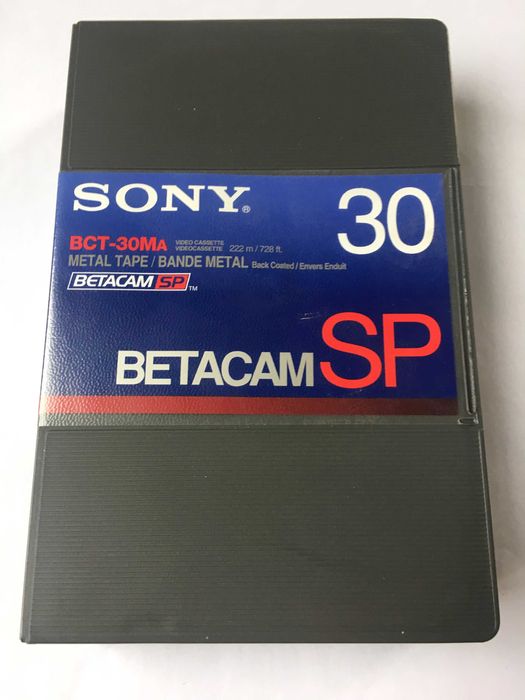 SONY® 30
BCT-30MA VIDEO CASSETTE VIDEOCASSETTE 222 m / 728 ft.
METAL TAPE / BANDE METAL Back Coated / Envers Enduit
BETACAM SP ™
BETACAM SP